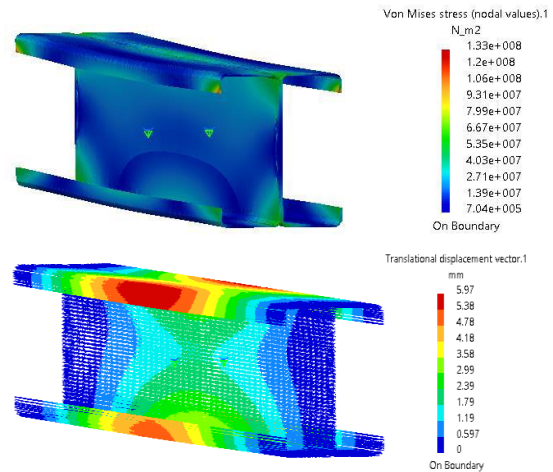 Von Mises stress (nodal values).1
N_m2
1.33e+008
1.2e+008
1.06e+008
9.31e+007
7.99e+007
6.67e+007
5.35e+007
4.03e+007
2.71e+007
1.39e+007
7.04e+005
On Boundary
Translational displacement vector.1
mm
5.97
5.38
4.78
4.18
3.58
2.99
2.39
1.79
1.19
0.597
0
On Boundary